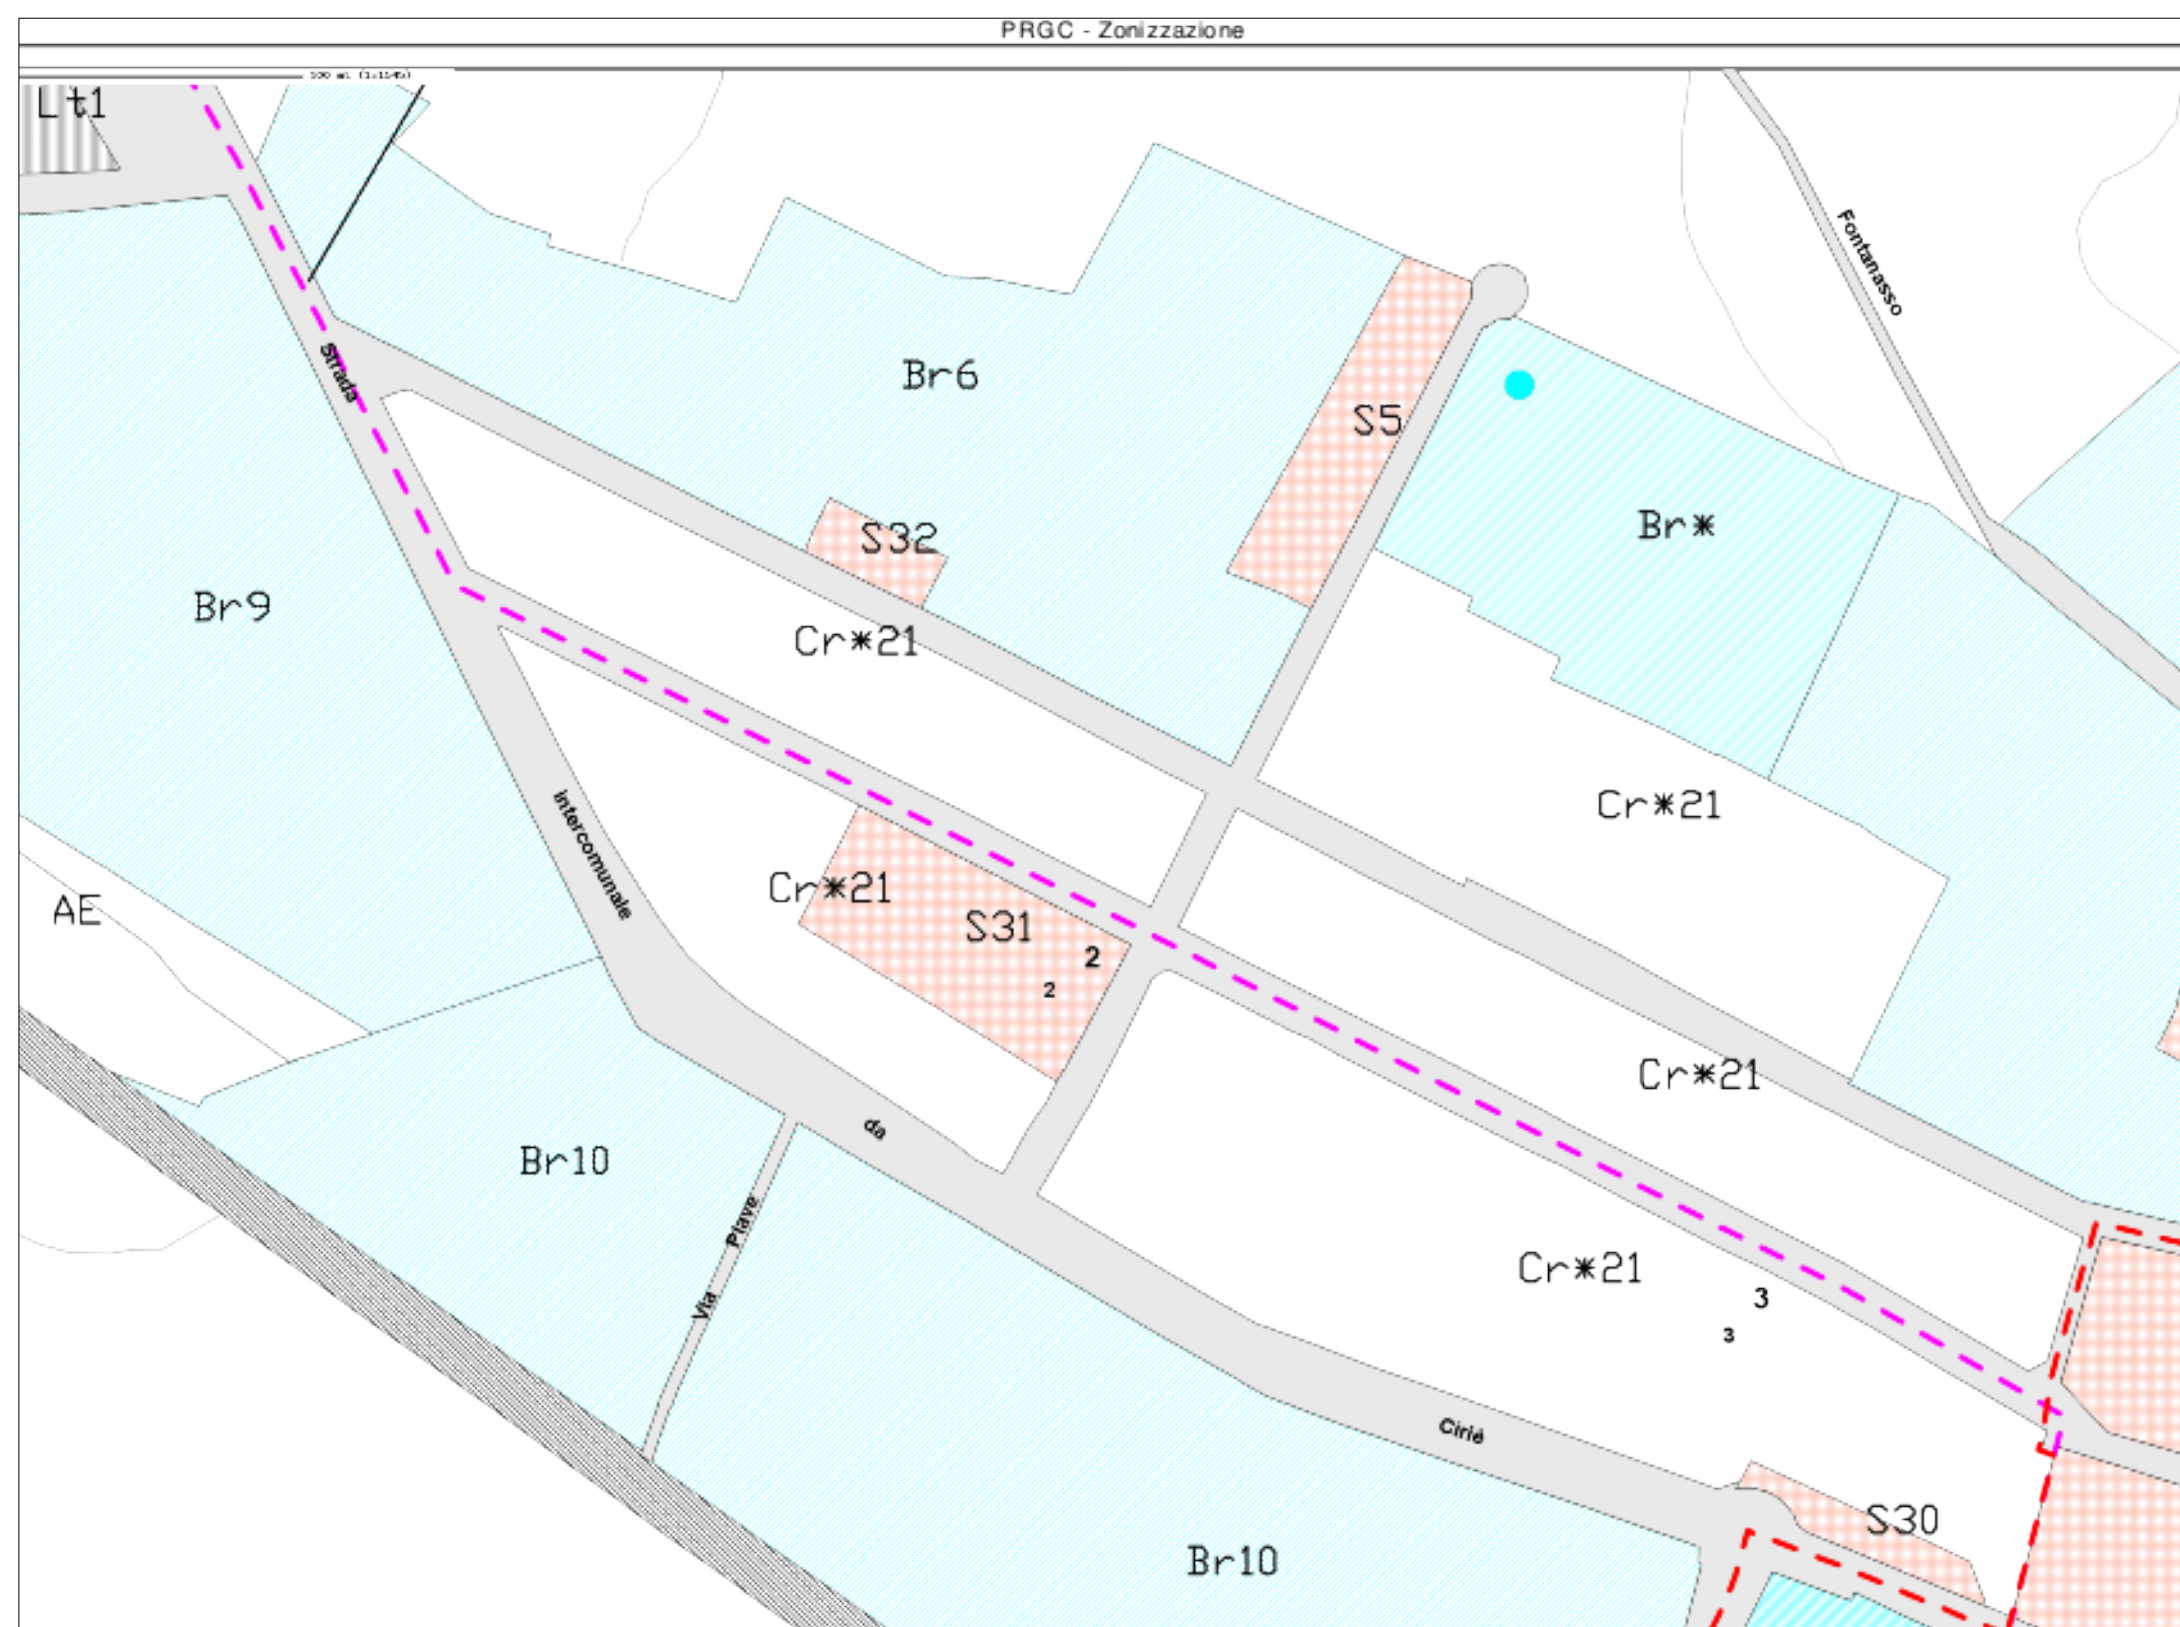 PRGC - Zonizzazione
Lt1
Fontanasso
Strada
Br6
S5
Br*
S32
Br9
Cr*21
Cr*21
intercomunale
Cr*21
AE
S31
2
2
Cr*21
da
Br10
Via Piave
Cr*21
3
3
Cirié
S30
Br10